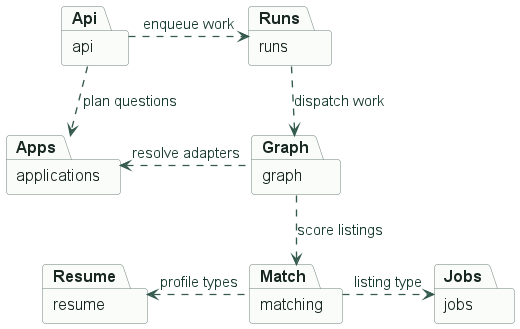 Api
api
enqueue work
Runs
runs
plan questions
dispatch work
Apps
applications
resolve adapters
Graph
graph
score listings
Resume
resume
profile types
Match
matching
listing type
Jobs
jobs